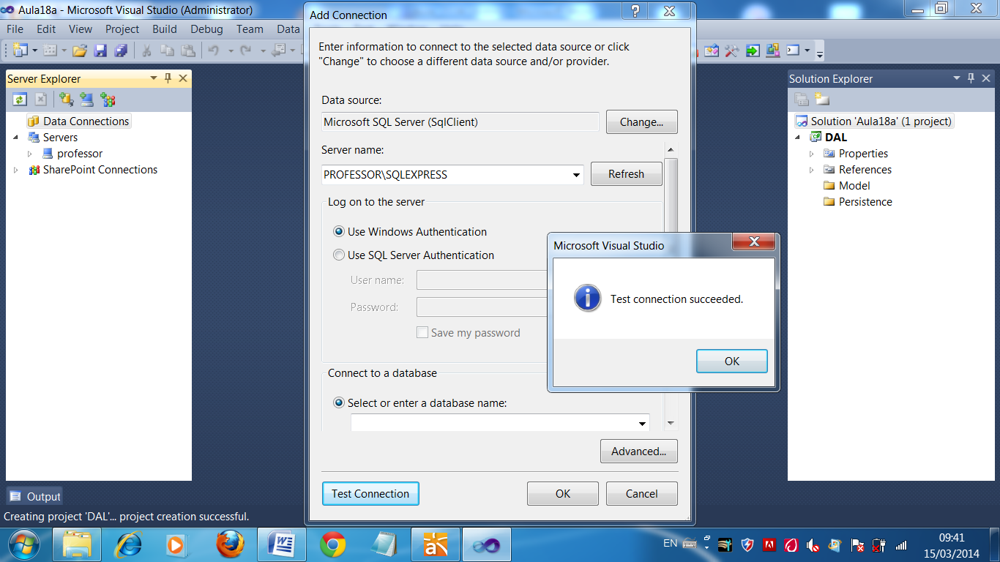 Aula18a - Microsoft Visual Studio (Administrator)
File Edit View Project Build Debug Team Data
Server Explorer
Data Connections
Servers
professor
SharePoint Connections
Output
Creating project 'DAL'... project creation successful.
Add Connection
Enter information to connect to the selected data source or click
"Change" to choose a different data source and/or provider.
Data source:
Microsoft SQL Server (SqlClient)
Change...
Server name:
PROFESSOR\SQLEXPRESS
Refresh
Log on to the server
Use Windows Authentication
Use SQL Server Authentication
User name:
Password:
Save my password
Connect to a database
Select or enter a database name:
Advanced...
Test Connection
OK
Cancel
Microsoft Visual Studio
Test connection succeeded.
OK
Solution Explorer
Solution 'Aula18a' (1 project)
DAL
Properties
References
Model
Persistence
EN
09:41
15/03/2014